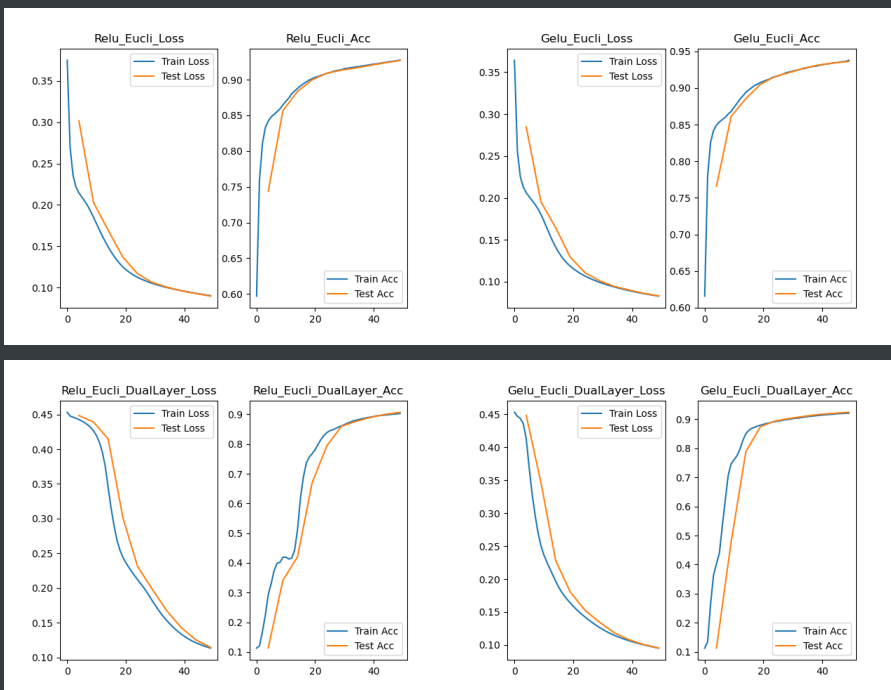 Relu_Eucli_Loss
0.35
0.30
0.25
0.20
0.15
0.10
0 20 40
Train Loss
Test Loss
Relu_Eucli_Acc
0.90
0.85
0.80
0.75
0.70
0.65
0.60
0 20 40
Train Acc
Test Acc
Gelu_Eucli_Loss
0.35
0.30
0.25
0.20
0.15
0.10
0 20 40
Train Loss
Test Loss
Gelu_Eucli_Acc
0.95
0.90
0.85
0.80
0.75
0.70
0.65
0.60
0 20 40
Train Acc
Test Acc
Relu_Eucli_DualLayer_Loss
0.45
0.40
0.35
0.30
0.25
0.20
0.15
0.10
0 20 40
Train Loss
Test Loss
Relu_Eucli_DualLayer_Acc
0.9
0.8
0.7
0.6
0.5
0.4
0.3
0.2
0.1
0 20 40
Train Acc
Test Acc
Gelu_Eucli_DualLayer_Loss
0.45
0.40
0.35
0.30
0.25
0.20
0.15
0.10
0 20 40
Train Loss
Test Loss
Gelu_Eucli_DualLayer_Acc
0.9
0.8
0.7
0.6
0.5
0.4
0.3
0.2
0.1
0 20 40
Train Acc
Test Acc